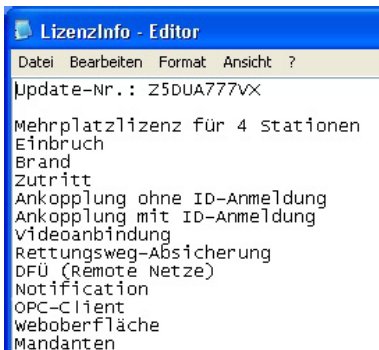 LizenzInfo - Editor
Datei Bearbeiten Format Ansicht ?
Update-Nr.: Z5DUA777VX
Mehrplatzlizenz für 4 Stationen
Einbruch
Brand
Zutritt
Ankopplung ohne ID-Anmeldung
Ankopplung mit ID-Anmeldung
Videoanbindung
Rettungsweg-Absicherung
DFÜ (Remote Netze)
Notification
OPC-Client
Weboberfläche
Mandanten